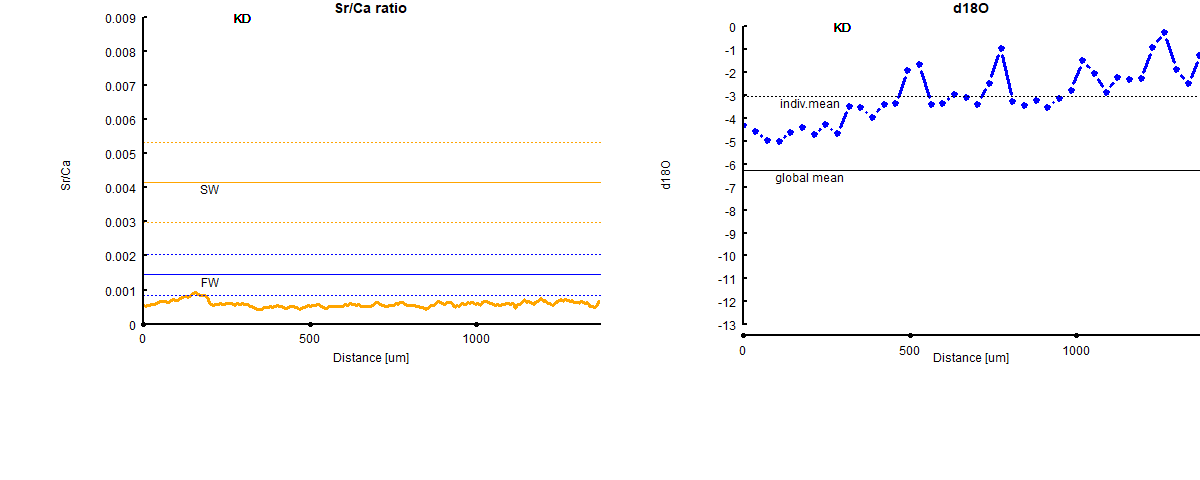 Sr/Ca ratio
KD
0.009
0.008
0.007
0.006
0.005
0.004
0.003
0.002
0.001
0
Sr/Ca
SW
FW
0
500
1000
Distance [um]
d18O
KD
0
-1
-2
-3
-4
-5
-6
-7
-8
-9
-10
-11
-12
-13
d18O
indiv.mean
global mean
0
500
1000
Distance [um]